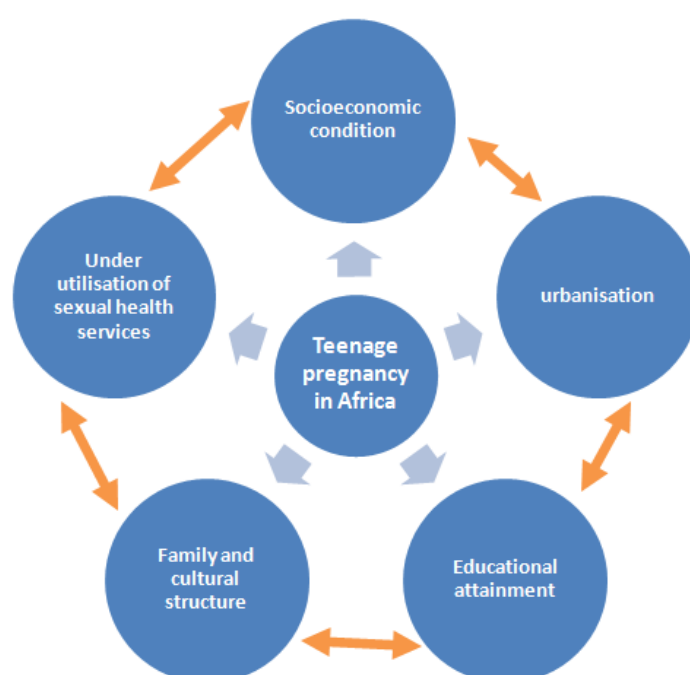 Socioeconomic
condition
Under
utilisation of
sexual health
services
urbanisation
Teenage
pregnancy
in Africa
Family and
cultural
structure
Educational
attainment